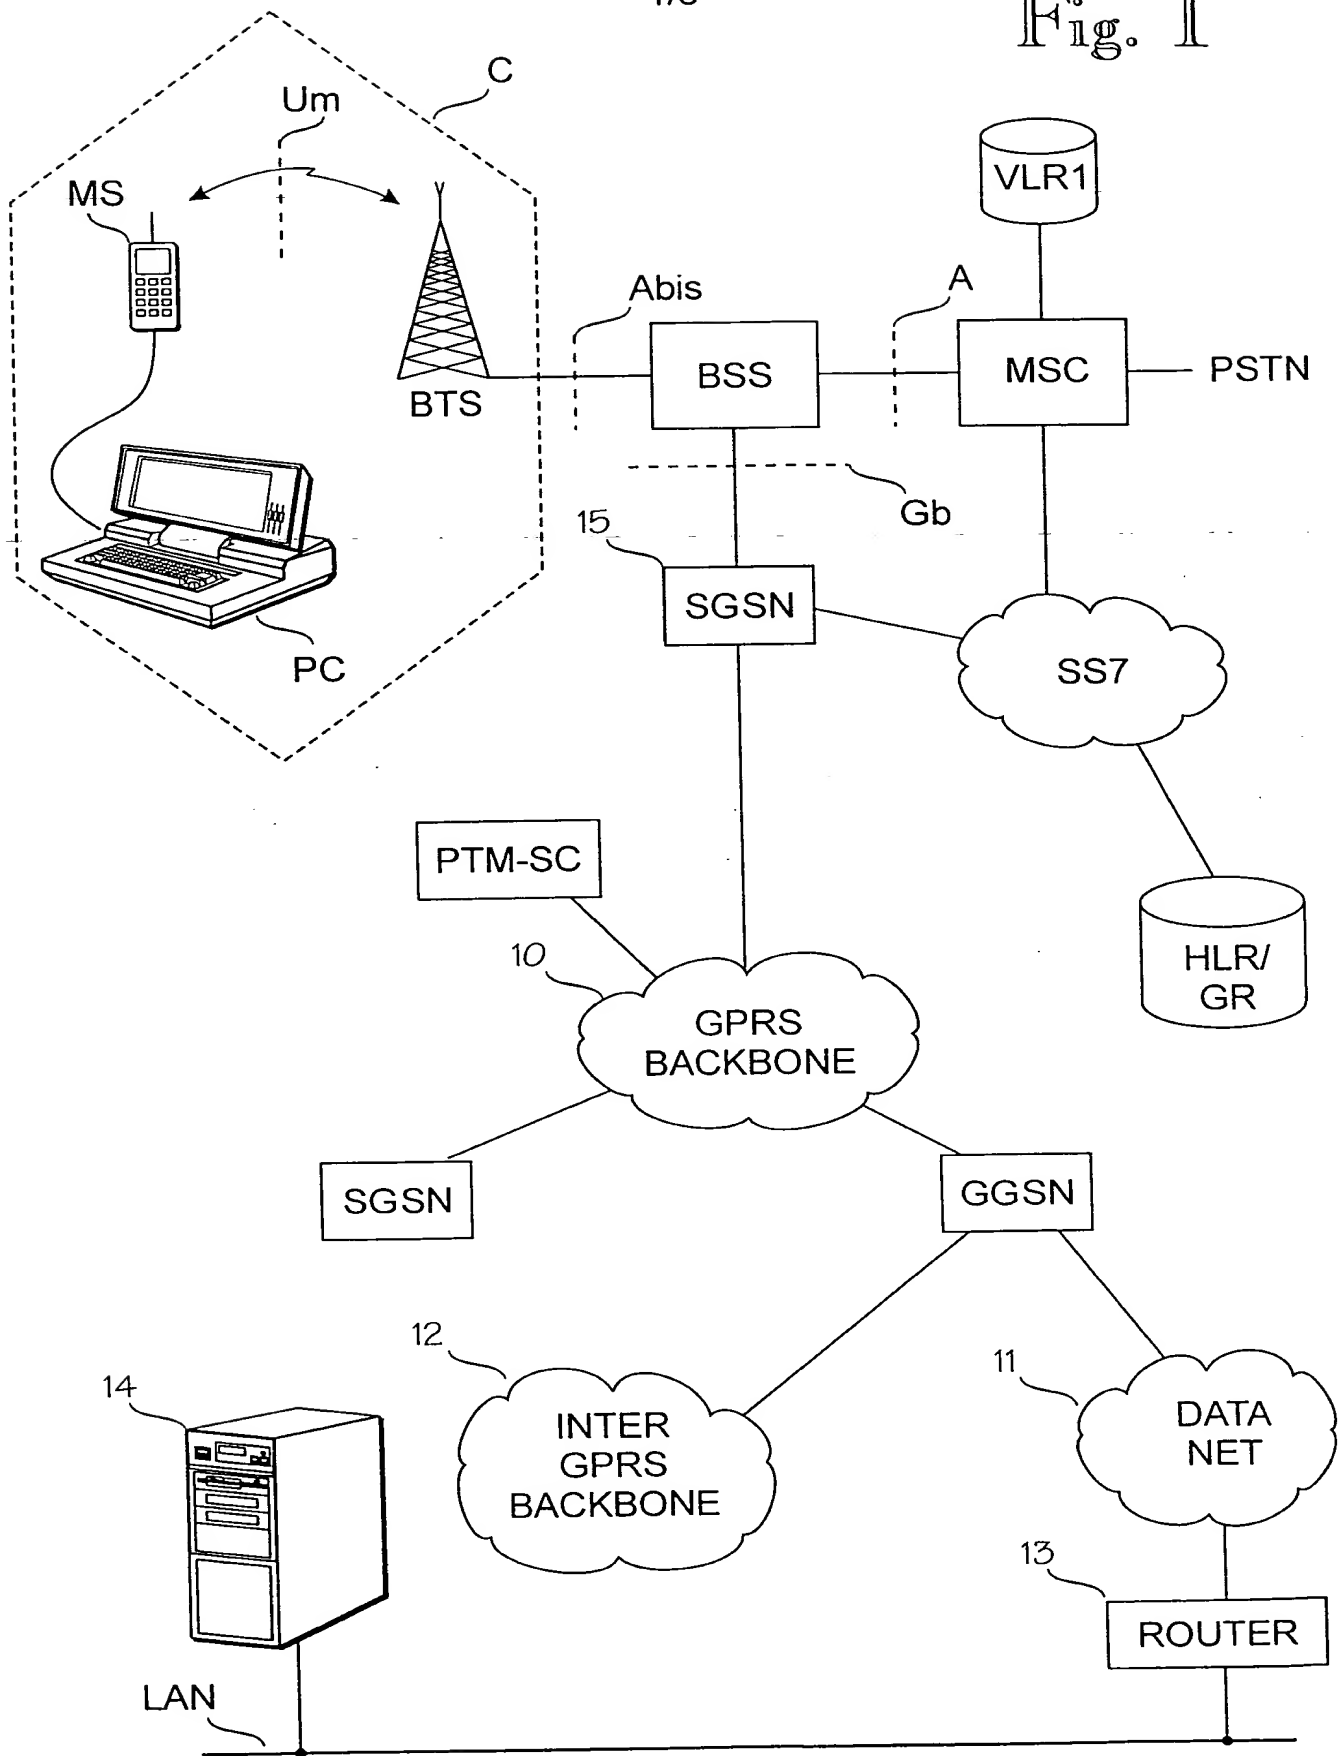 Fig. 1
C
Um
MS
VLR1
Abis
A
BSS
MSC
PSTN
BTS
Gb
15
SGSN
SS7
PC
PTM-SC
10
HLR/
GR
GPRS
BACKBONE
SGSN
GGSN
12
11
14
INTER
GPRS
BACKBONE
DATA
NET
13
ROUTER
LAN